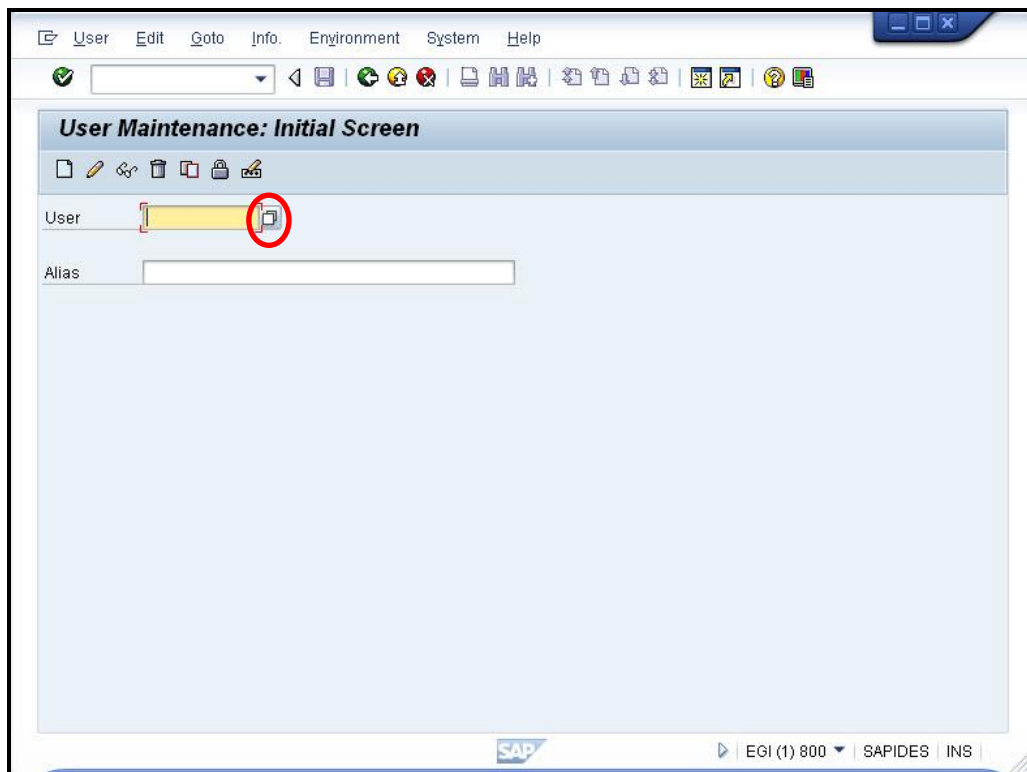 User Edit Goto Info. Environment System Help
User Maintenance: Initial Screen
User
Alias
SAP
EGI (1) 800 SAPIDES INS